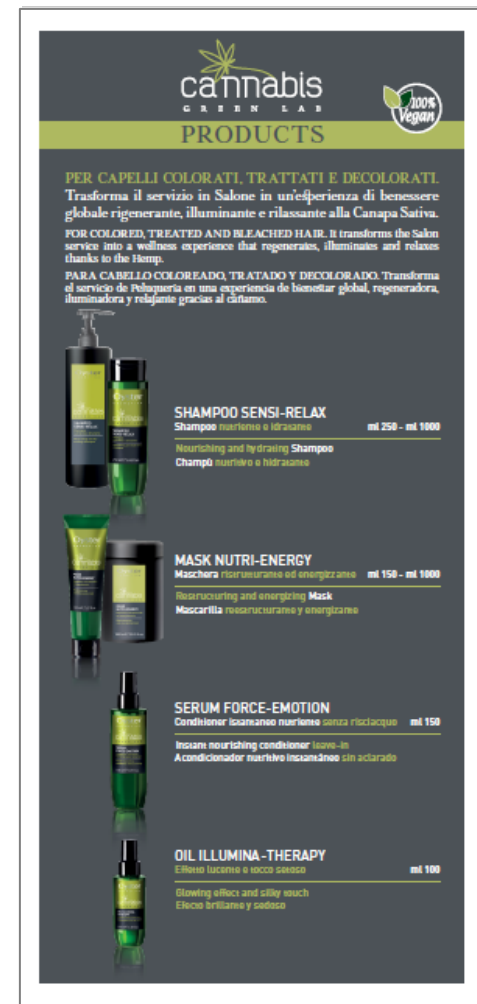 cannabis
GREEN LAB
100%
Vegan
PRODUCTS
PER CAPELLI COLORATI, TRATTATI E DECOLORATI.
Trasforma il servizio in Salone in un'esperienza di benessere
globale rigenerante, illuminante e rilassante alla Canapa Sativa.
FOR COLORED, TREATED AND BLEACHED HAIR. It transforms the Salon
service into a wellness experience that regenerates, illuminates and relaxes
thanks to the Hemp.
PARA CABELLO COLOREADO, TRATADO Y DECOLORADO. Transforma
el servicio de Peluquería en una experiencia de bienestar global, regeneradora,
iluminadora y relajante gracias al cáñamo.
Oyster
SHAMPOO SENSI-RELAX
Shampoo nutriente e idratante ml 250 - ml 1000
Nourishing and hydrating Shampoo
Champú nutritivo e hidratante
Oyster
MASK NUTRI-ENERGY
Maschera ristrutturante ed energizzante ml 150 - ml 1000
Restructuring and energizing Mask
Mascarilla reestructurante y energizante
SERUM FORCE-EMOTION
Conditioner istantaneo nutriente senza risciacquo ml 150
Instant nourishing conditioner leave-in
Acondicionador nutritivo instantáneo sin aclarado
OIL ILLUMINA-THERAPY
Effetto lucente e tocco setoso ml 100
Glowing effect and silky touch
Efecto brillante y sedoso